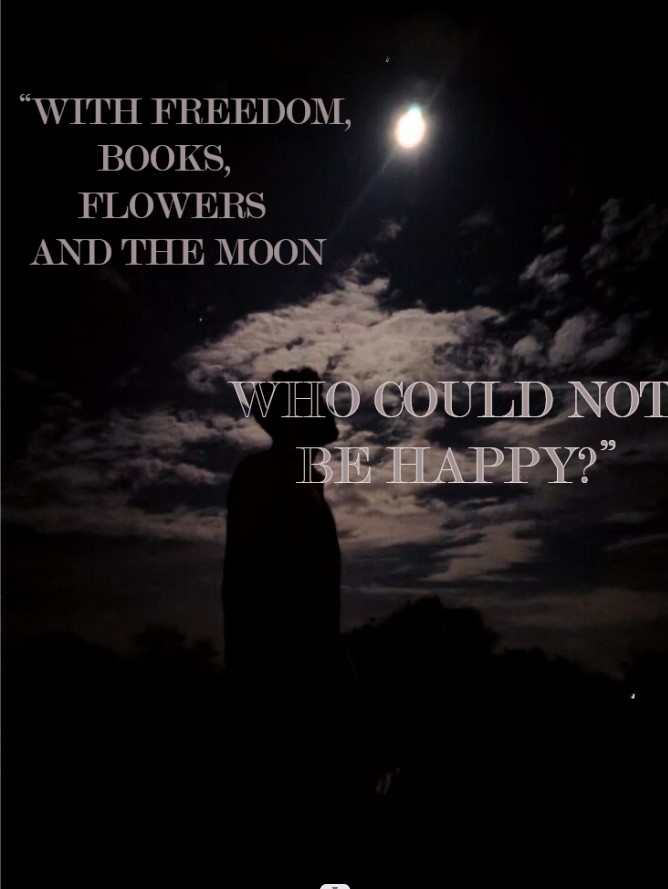 “WITH FREEDOM,
BOOKS,
FLOWERS
AND THE MOON
WHO COULD NOT
BE HAPPY?”